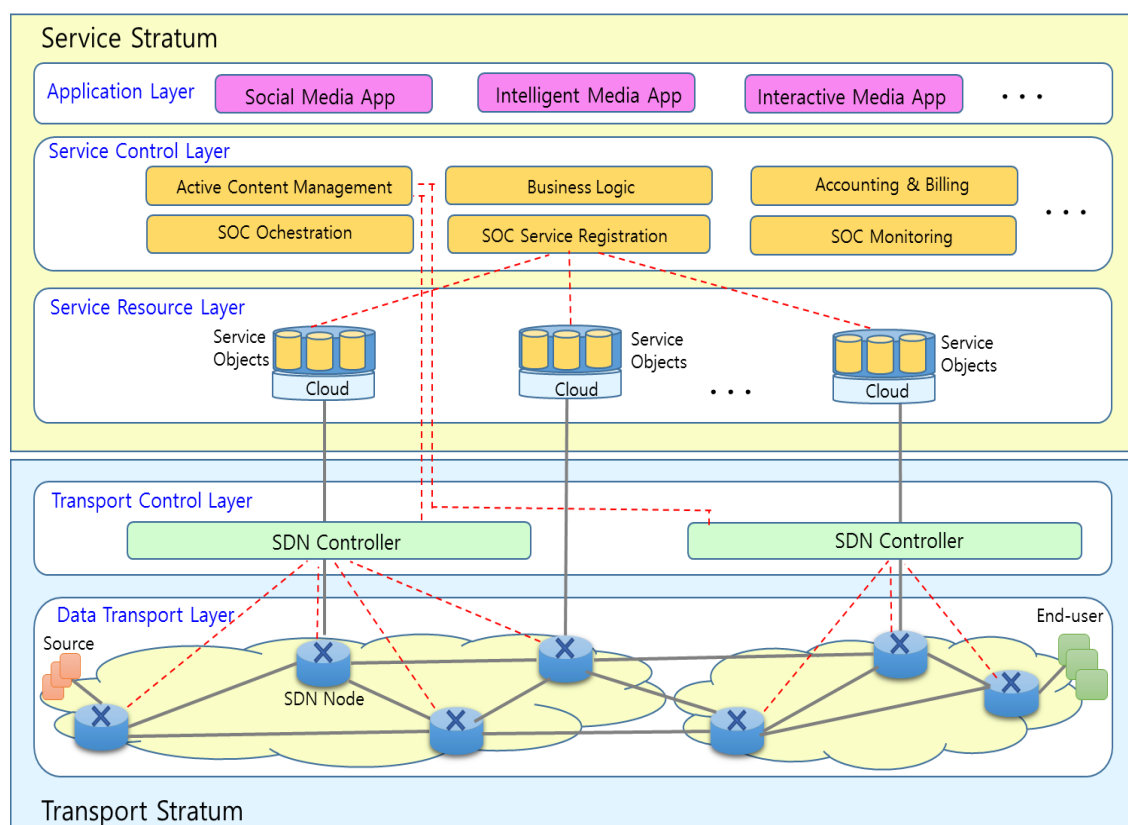 Service Stratum
Application Layer
Social Media App
Intelligent Media App
Interactive Media App
• • •
Service Control Layer
Active Content Management
Business Logic
Accounting & Billing
SOC Ochestration
SOC Service Registration
SOC Monitoring
• • •
Service Resource Layer
Service
Objects
Cloud
Service
Objects
Cloud
• • •
Service
Objects
Cloud
Transport Control Layer
SDN Controller
SDN Controller
Data Transport Layer
Source
SDN Node
End-user
Transport Stratum